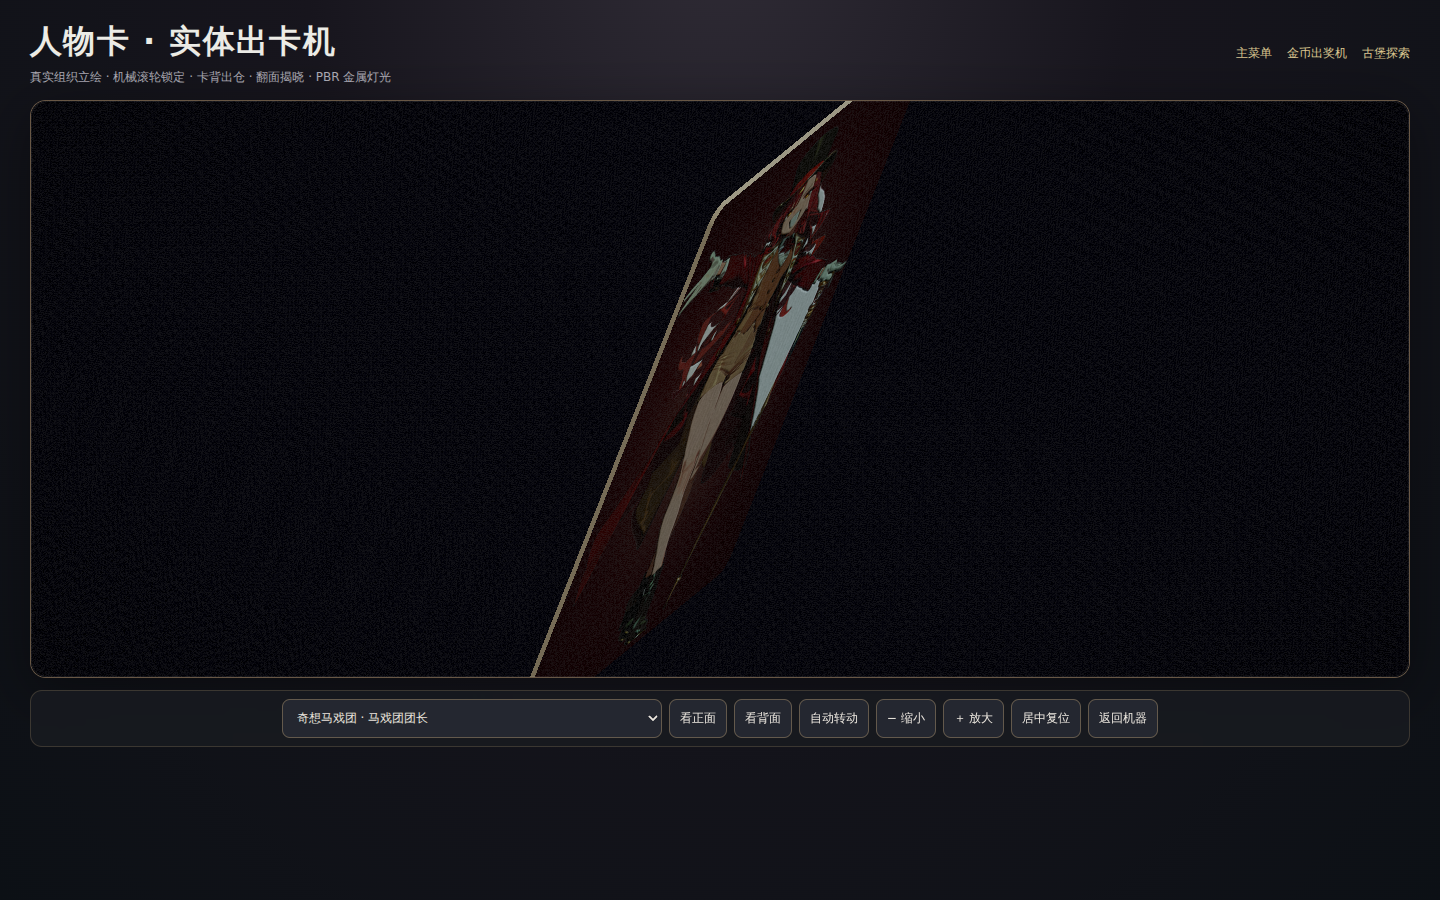 人物卡 · 实体出卡机
真实组织立绘 · 机械滚轮锁定 · 卡背出仓 · 翻面揭晓 · PBR 金属灯光
主菜单 金币出奖机 古堡探索
奇想马戏团 · 马戏团团长 看正面 看背面 自动转动 − 缩小 + 放大 居中复位 返回机器